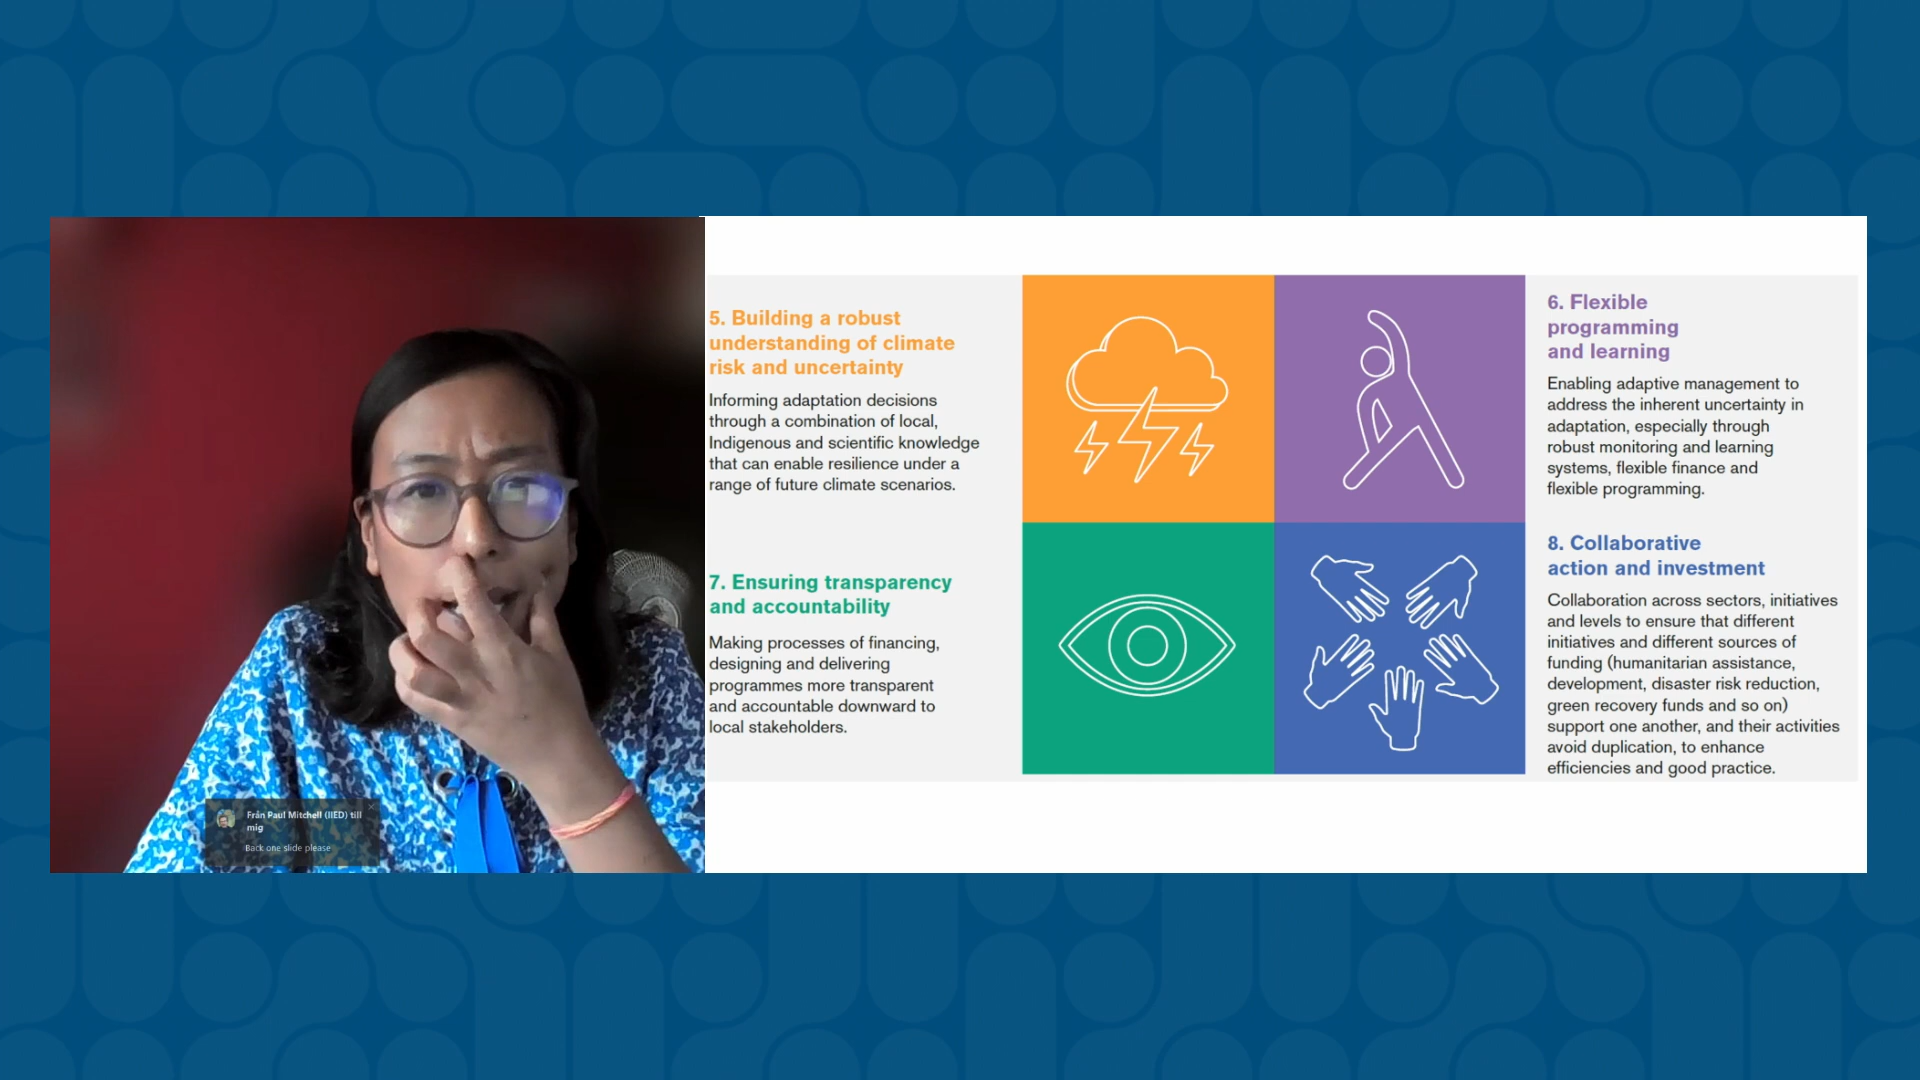 5. Building a robust
understanding of climate
risk and uncertainty
Informing adaptation decisions
through a combination of local,
Indigenous and scientific knowledge
that can enable resilience under a
range of future climate scenarios.
6. Flexible
programming
and learning
Enabling adaptive management to
address the inherent uncertainty in
adaptation, especially through
robust monitoring and learning
systems, flexible finance and
flexible programming.
7. Ensuring transparency
and accountability
Making processes of financing,
designing and delivering
programmes more transparent
and accountable downward to
local stakeholders.
8. Collaborative
action and investment
Collaboration across sectors, initiatives
and levels to ensure that different
initiatives and different sources of
funding (humanitarian assistance,
development, disaster risk reduction,
green recovery funds and so on)
support one another, and their activities
avoid duplication, to enhance
efficiencies and good practice.
Från Paul Mitchell (IIED) till
mig
Back one slide please